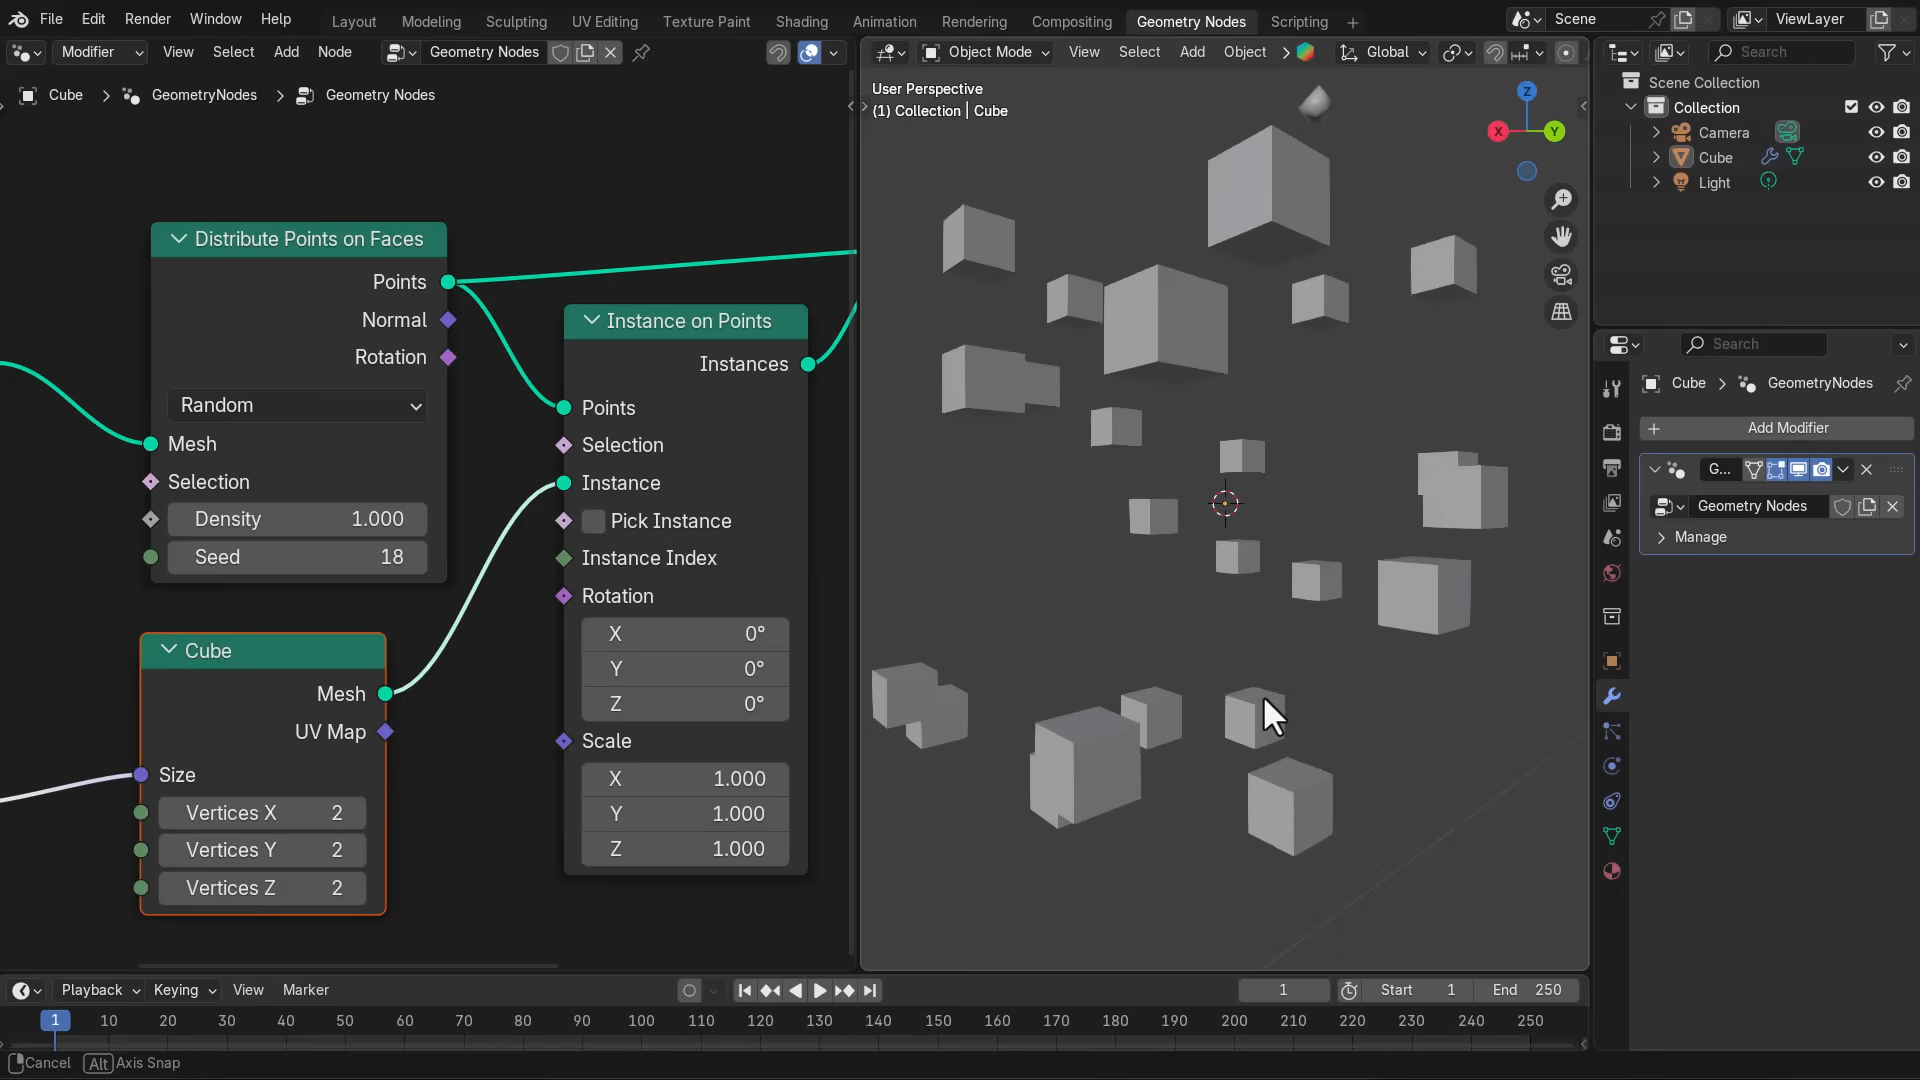 File Edit Render Window Help
Layout Modeling Sculpting UV Editing Texture Paint Shading Animation Rendering Compositing Geometry Nodes Scripting
Scene ViewLayer
Modifier View Select Add Node Geometry Nodes
Object Mode View Select Add Object Global
Search
Cube GeometryNodes Geometry Nodes
User Perspective
(1) Collection | Cube
Z
X
Y
Scene Collection
Collection
Camera
Cube
Light
Distribute Points on Faces
Points
Normal
Rotation
Random
Mesh
Selection
Density 1.000
Seed 18
Instance on Points
Instances
Points
Selection
Instance
Pick Instance
Instance Index
Rotation
X 0°
Y 0°
Z 0°
Scale
X 1.000
Y 1.000
Z 1.000
Cube
Mesh
UV Map
Size
Vertices X 2
Vertices Y 2
Vertices Z 2
Search
Cube GeometryNodes
Add Modifier
G...
Geometry Nodes
Manage
Playback Keying View Marker
1 Start 1 End 250
1 10 20 30 40 50 60 70 80 90 100 110 120 130 140 150 160 170 180 190 200 210 220 230 240 250
Cancel Alt Axis Snap